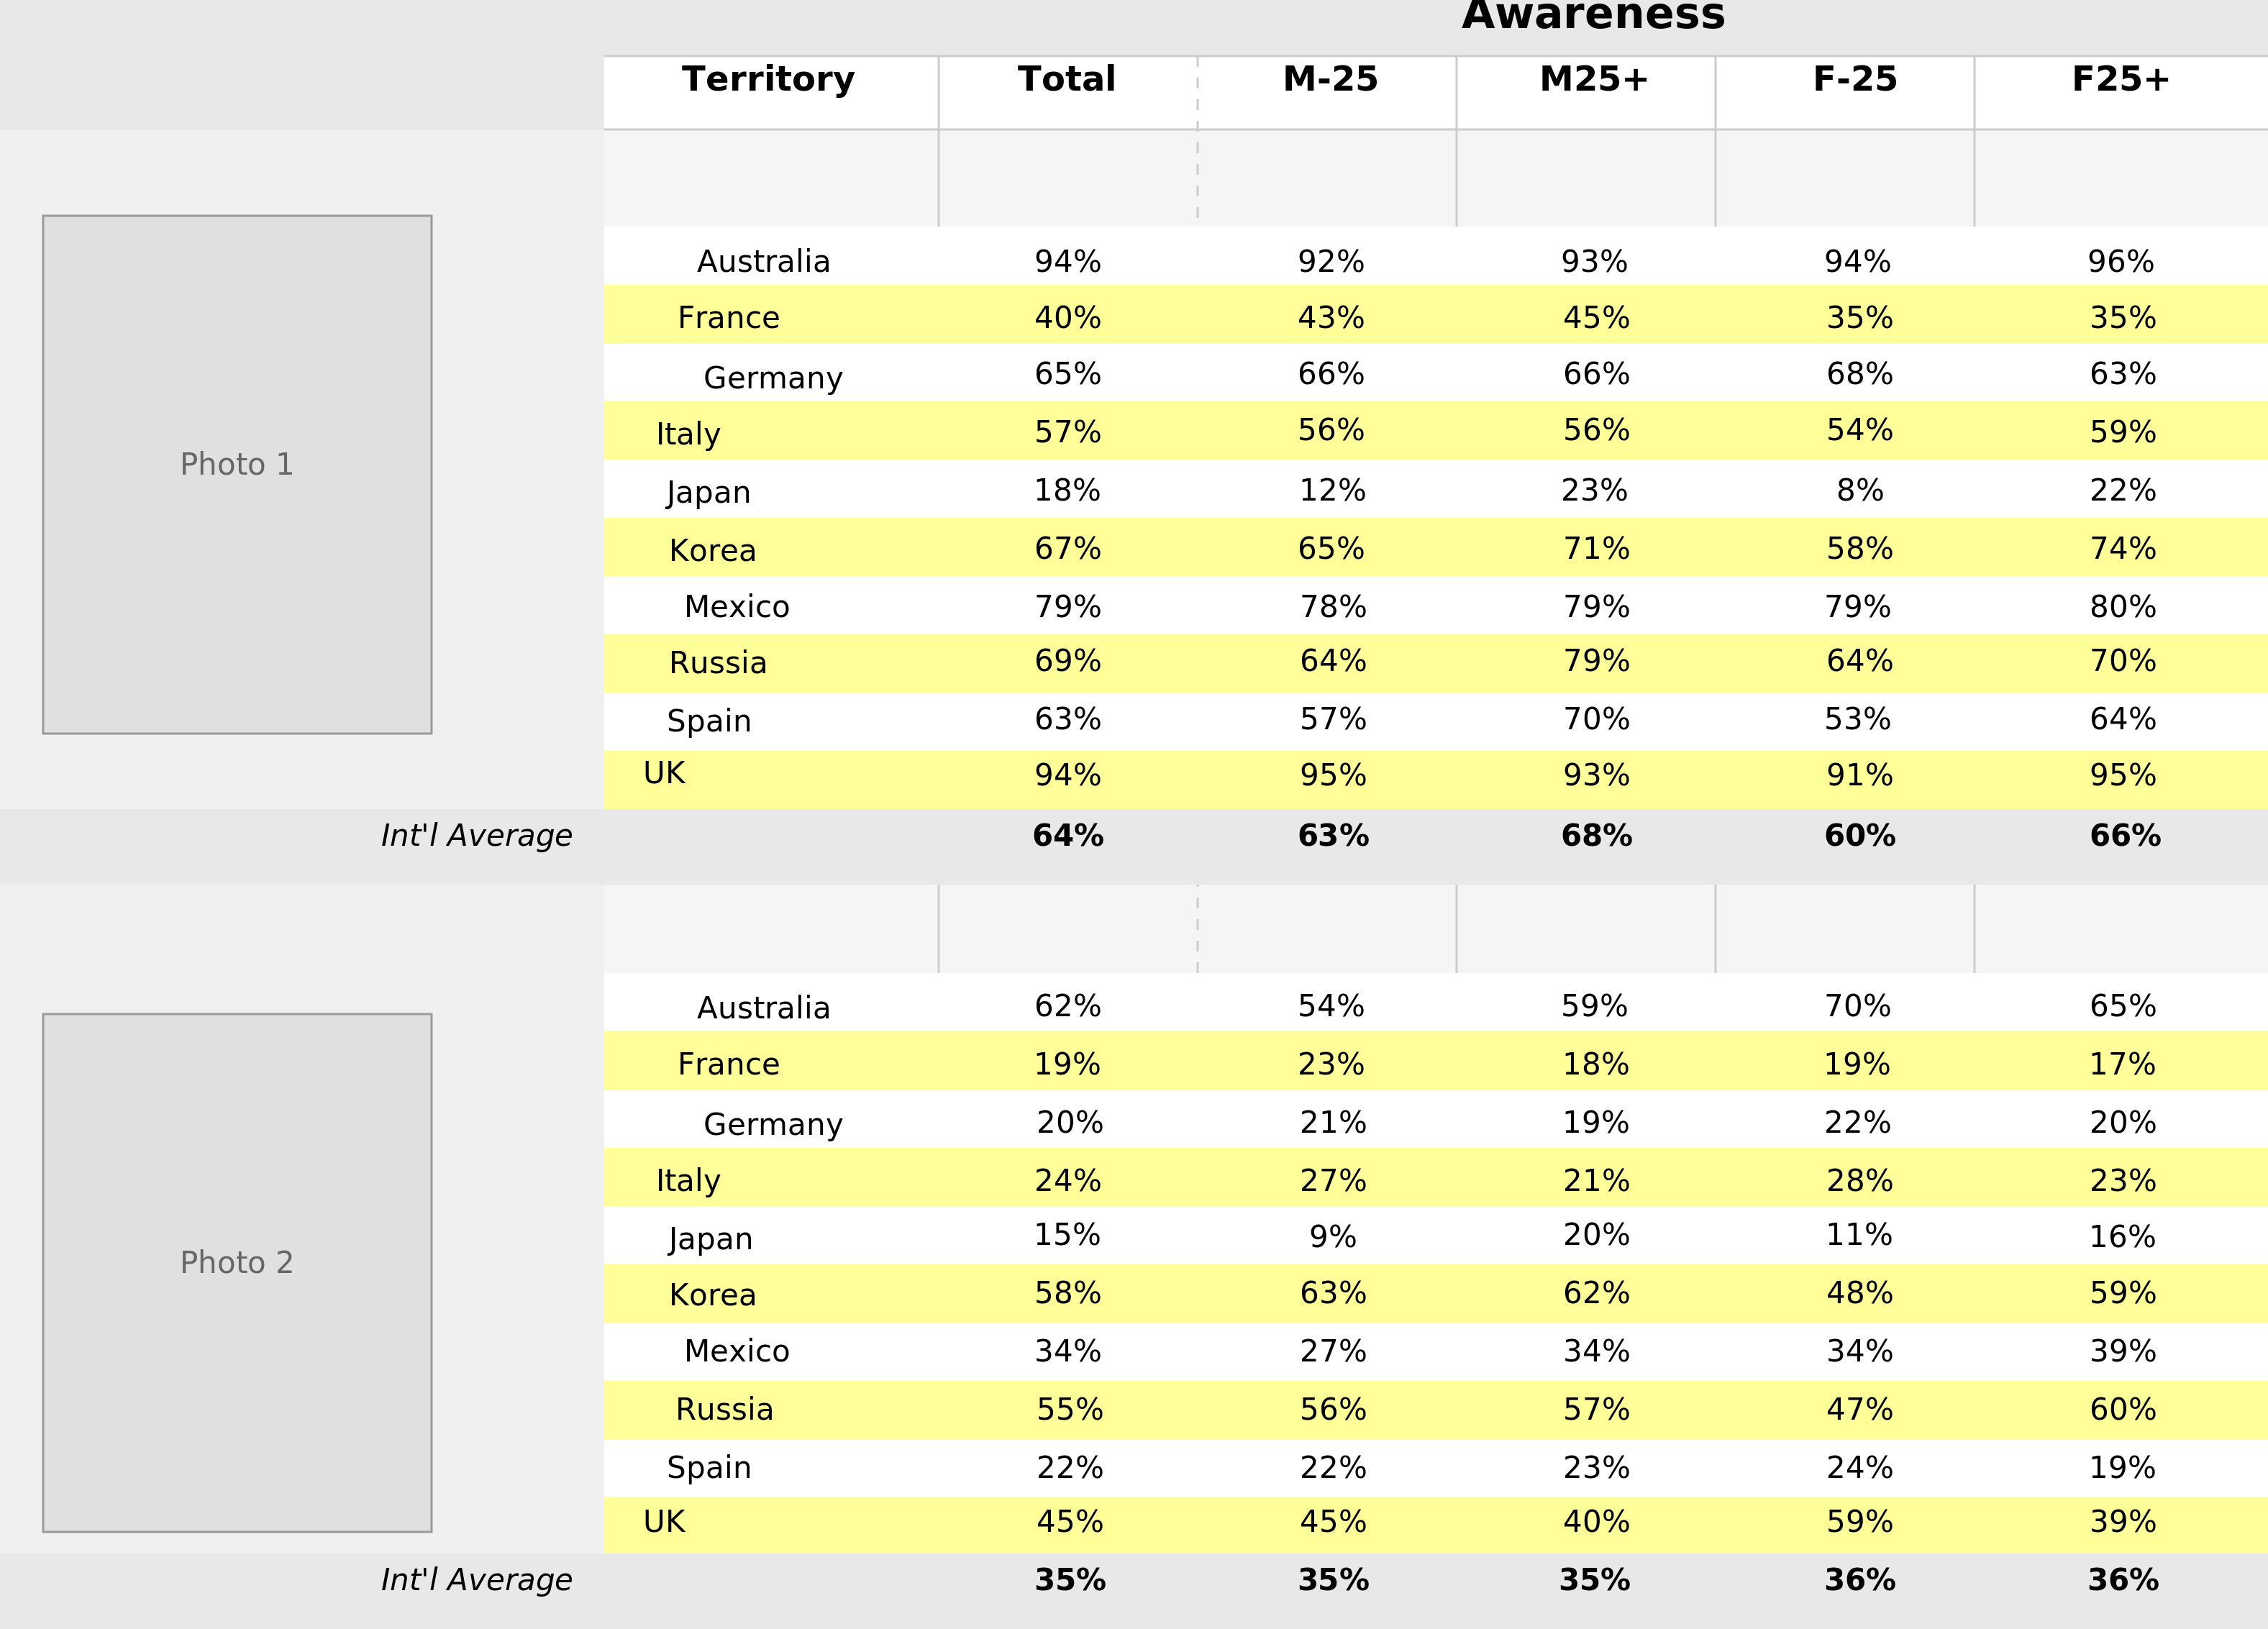 Awareness
Territory Total M-25 M25+ F-25 F25+
Australia 94% 92% 93% 94% 96%
France 40% 43% 45% 35% 35%
Germany 65% 66% 66% 68% 63%
Italy 57% 56% 56% 54% 59%
Photo 1
Japan 18% 12% 23% 8% 22%
Korea 67% 65% 71% 58% 74%
Mexico 79% 78% 79% 79% 80%
Russia 69% 64% 79% 64% 70%
Spain 63% 57% 70% 53% 64%
UK 94% 95% 93% 91% 95%
Int'l Average 64% 63% 68% 60% 66%
Australia 62% 54% 59% 70% 65%
France 19% 23% 18% 19% 17%
Germany 20% 21% 19% 22% 20%
Italy 24% 27% 21% 28% 23%
Japan 15% 9% 20% 11% 16%
Photo 2
Korea 58% 63% 62% 48% 59%
Mexico 34% 27% 34% 34% 39%
Russia 55% 56% 57% 47% 60%
Spain 22% 22% 23% 24% 19%
UK 45% 45% 40% 59% 39%
Int'l Average 35% 35% 35% 36% 36%